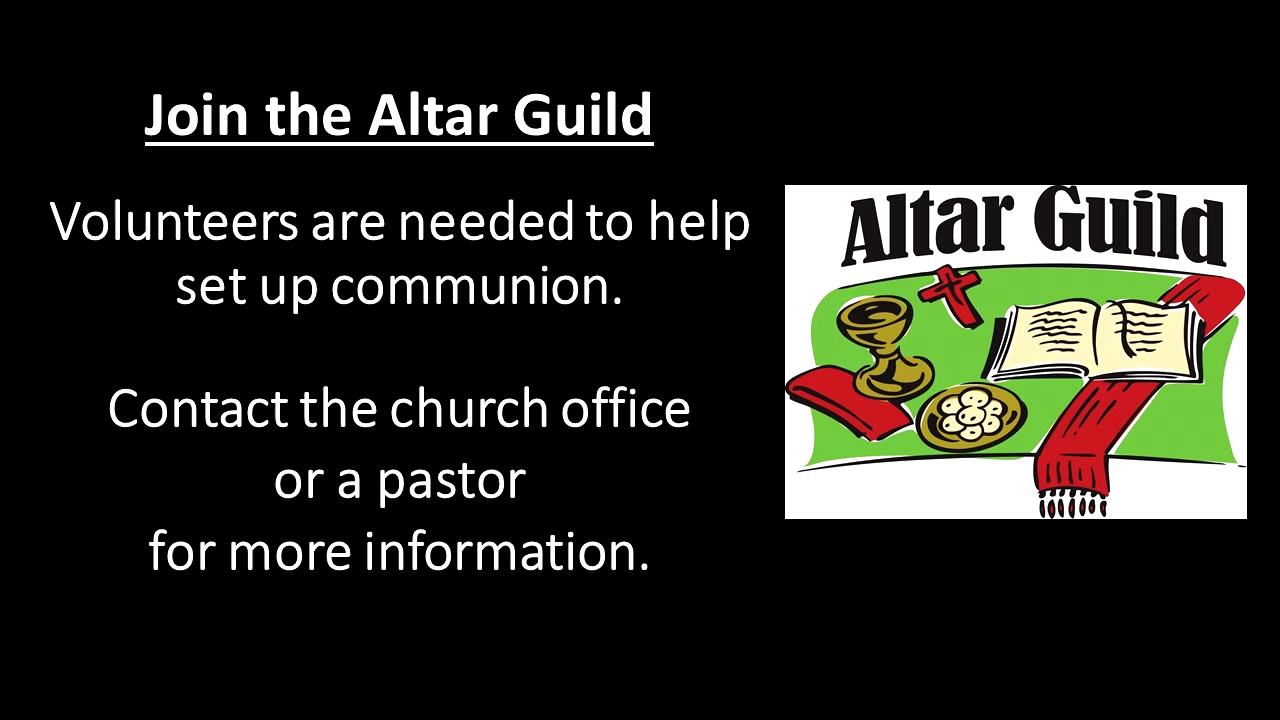 Join the Altar Guild
Volunteers are needed to help
set up communion.
Contact the church office
or a pastor
for more information.
Altar Guild